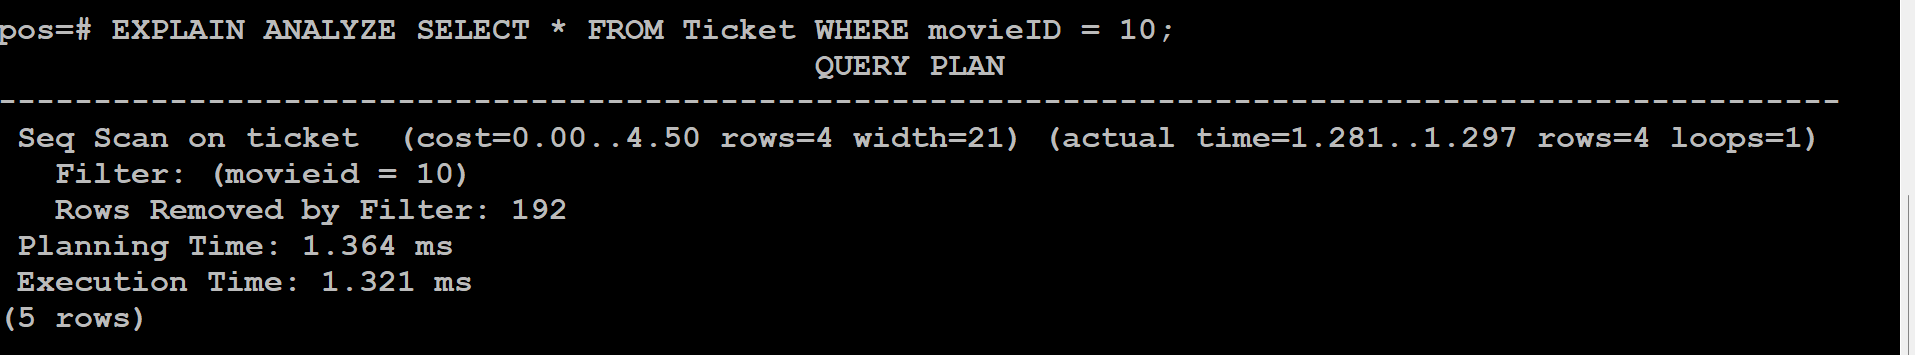 pos=# EXPLAIN ANALYZE SELECT * FROM Ticket WHERE movieID = 10;
QUERY PLAN
-------------------------------------------------------------------------------------------------
Seq Scan on ticket  (cost=0.00..4.50 rows=4 width=21) (actual time=1.281..1.297 rows=4 loops=1)
Filter: (movieid = 10)
Rows Removed by Filter: 192
Planning Time: 1.364 ms
Execution Time: 1.321 ms
(5 rows)